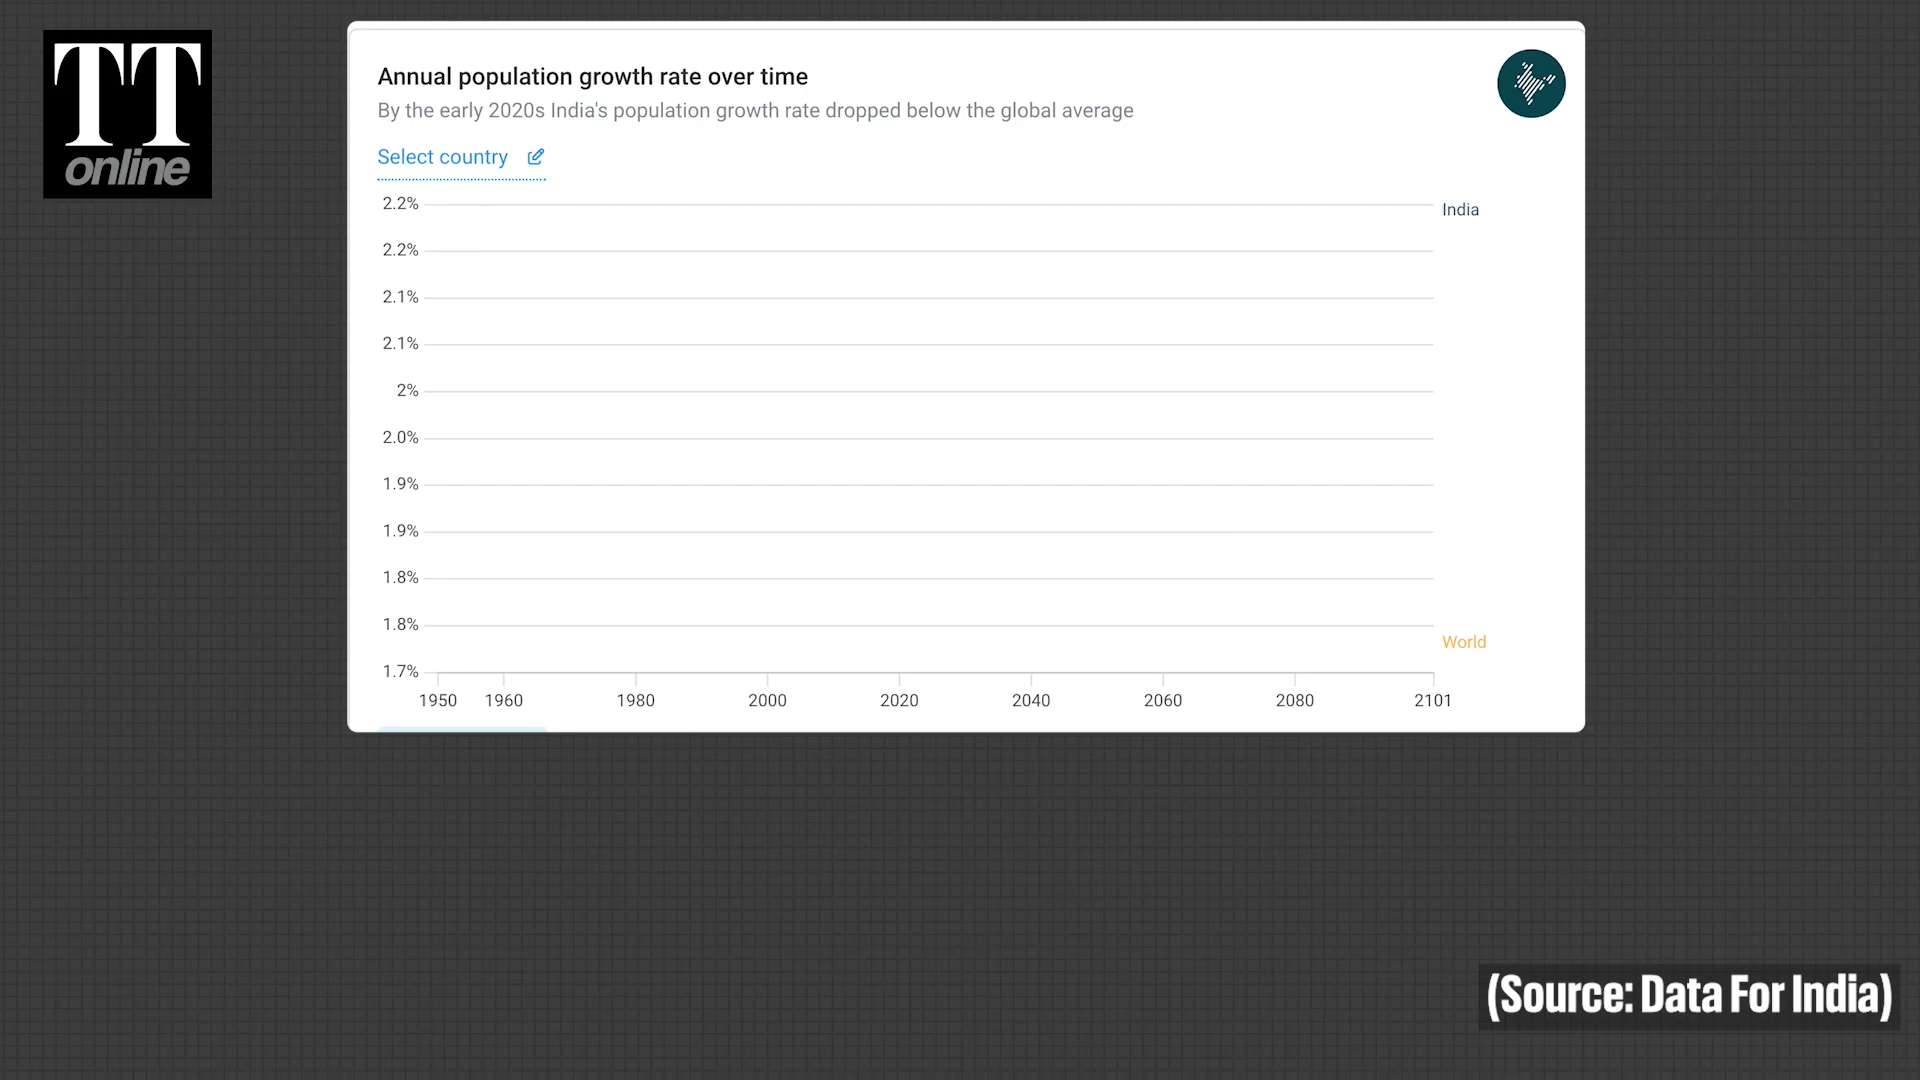 TT
online
Annual population growth rate over time
By the early 2020s India's population growth rate dropped below the global average
Select country
2.2%
India
2.2%
2.1%
2.1%
2%
2.0%
1.9%
1.9%
1.8%
1.8%
World
1.7%
1950 1960 1980 2000 2020 2040 2060 2080 2101
(Source: Data For India)